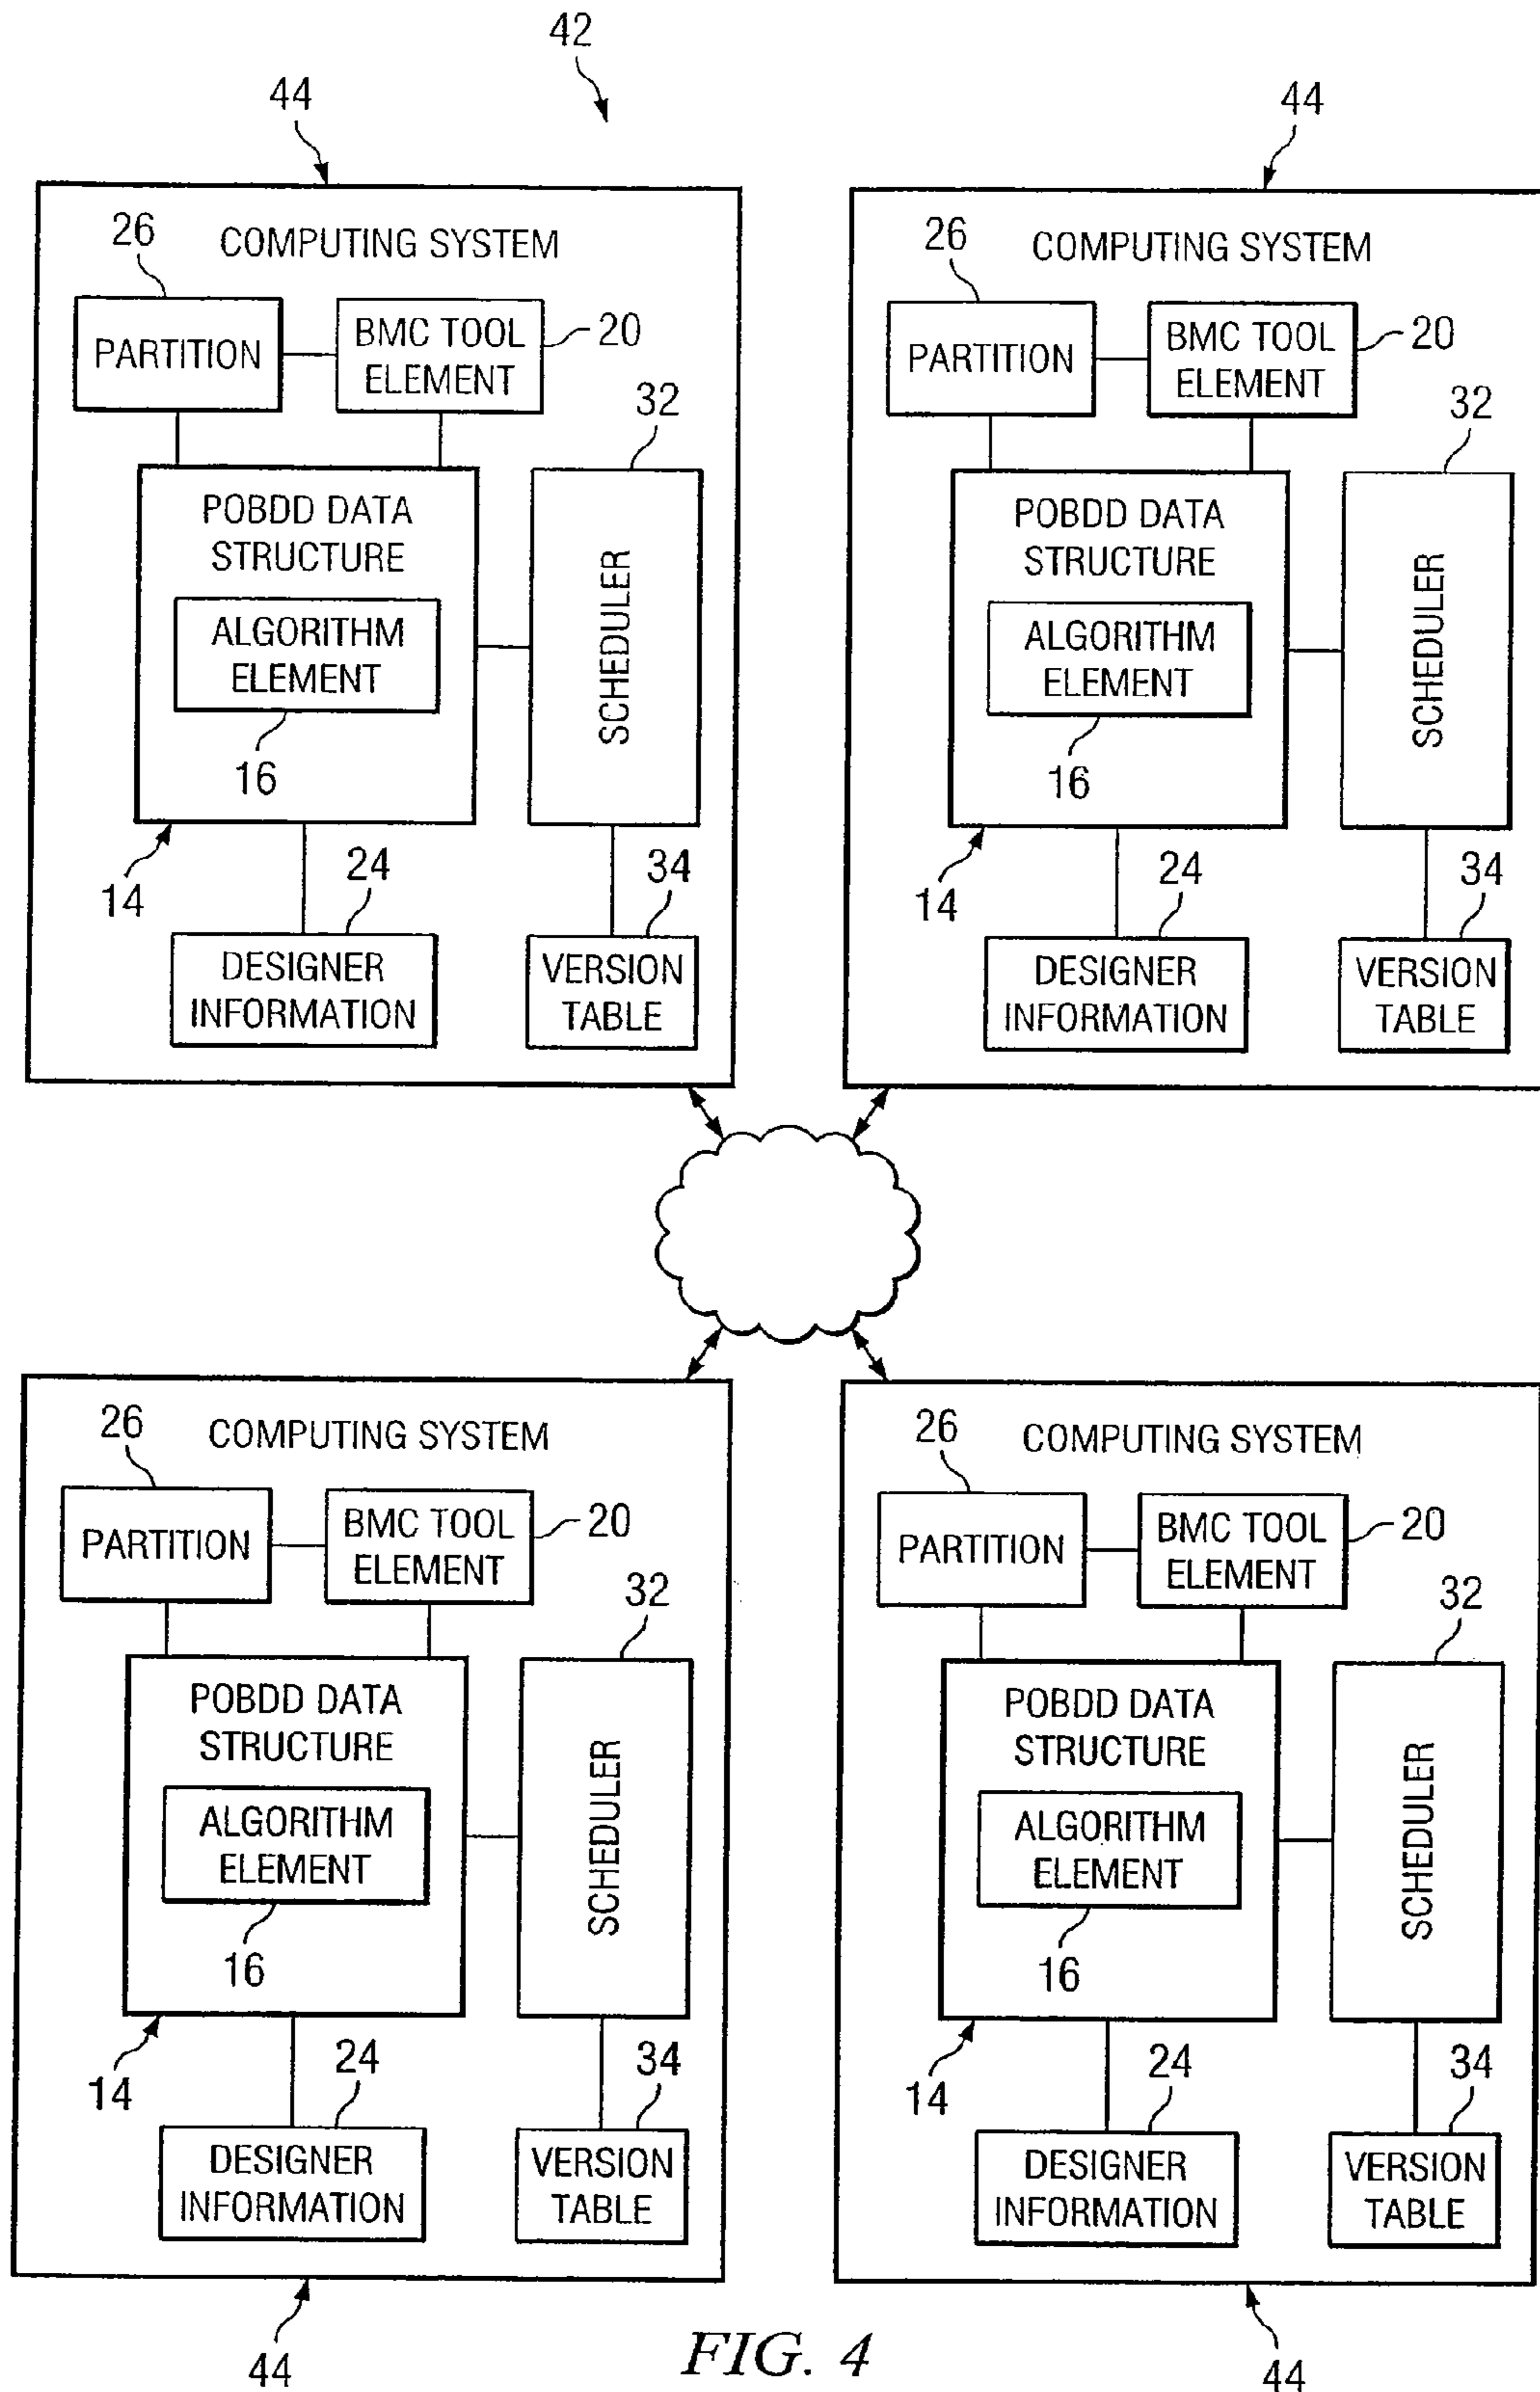 42
44
44
COMPUTING SYSTEM
26
PARTITION
BMC TOOL
ELEMENT
20
32
POBDD DATA
STRUCTURE
ALGORITHM
ELEMENT
16
SCHEDULER
14
24
34
DESIGNER
INFORMATION
VERSION
TABLE
COMPUTING SYSTEM
26
PARTITION
BMC TOOL
ELEMENT
20
32
POBDD DATA
STRUCTURE
ALGORITHM
ELEMENT
16
SCHEDULER
14
24
34
DESIGNER
INFORMATION
VERSION
TABLE
COMPUTING SYSTEM
26
PARTITION
BMC TOOL
ELEMENT
20
32
POBDD DATA
STRUCTURE
ALGORITHM
ELEMENT
16
SCHEDULER
14
24
34
DESIGNER
INFORMATION
VERSION
TABLE
44
COMPUTING SYSTEM
26
PARTITION
BMC TOOL
ELEMENT
20
32
POBDD DATA
STRUCTURE
ALGORITHM
ELEMENT
16
SCHEDULER
14
24
34
DESIGNER
INFORMATION
VERSION
TABLE
44
FIG. 4